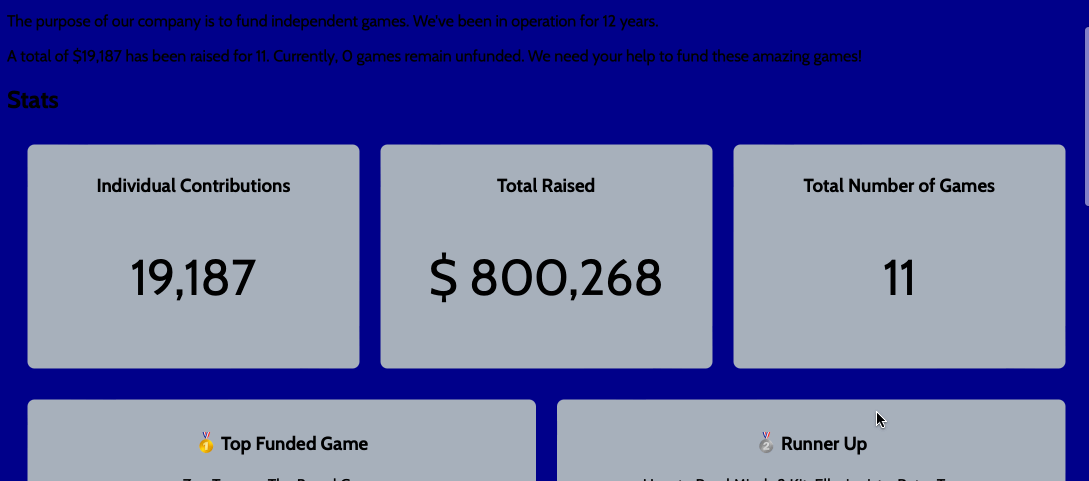 The purpose of our company is to fund independent games. We've been in operation for 12 years.
A total of $19,187 has been raised for 11. Currently, 0 games remain unfunded. We need your help to fund these amazing games!
Stats
Individual Contributions
19,187
Total Raised
$ 800,268
Total Number of Games
11
🥇 Top Funded Game
🥈 Runner Up